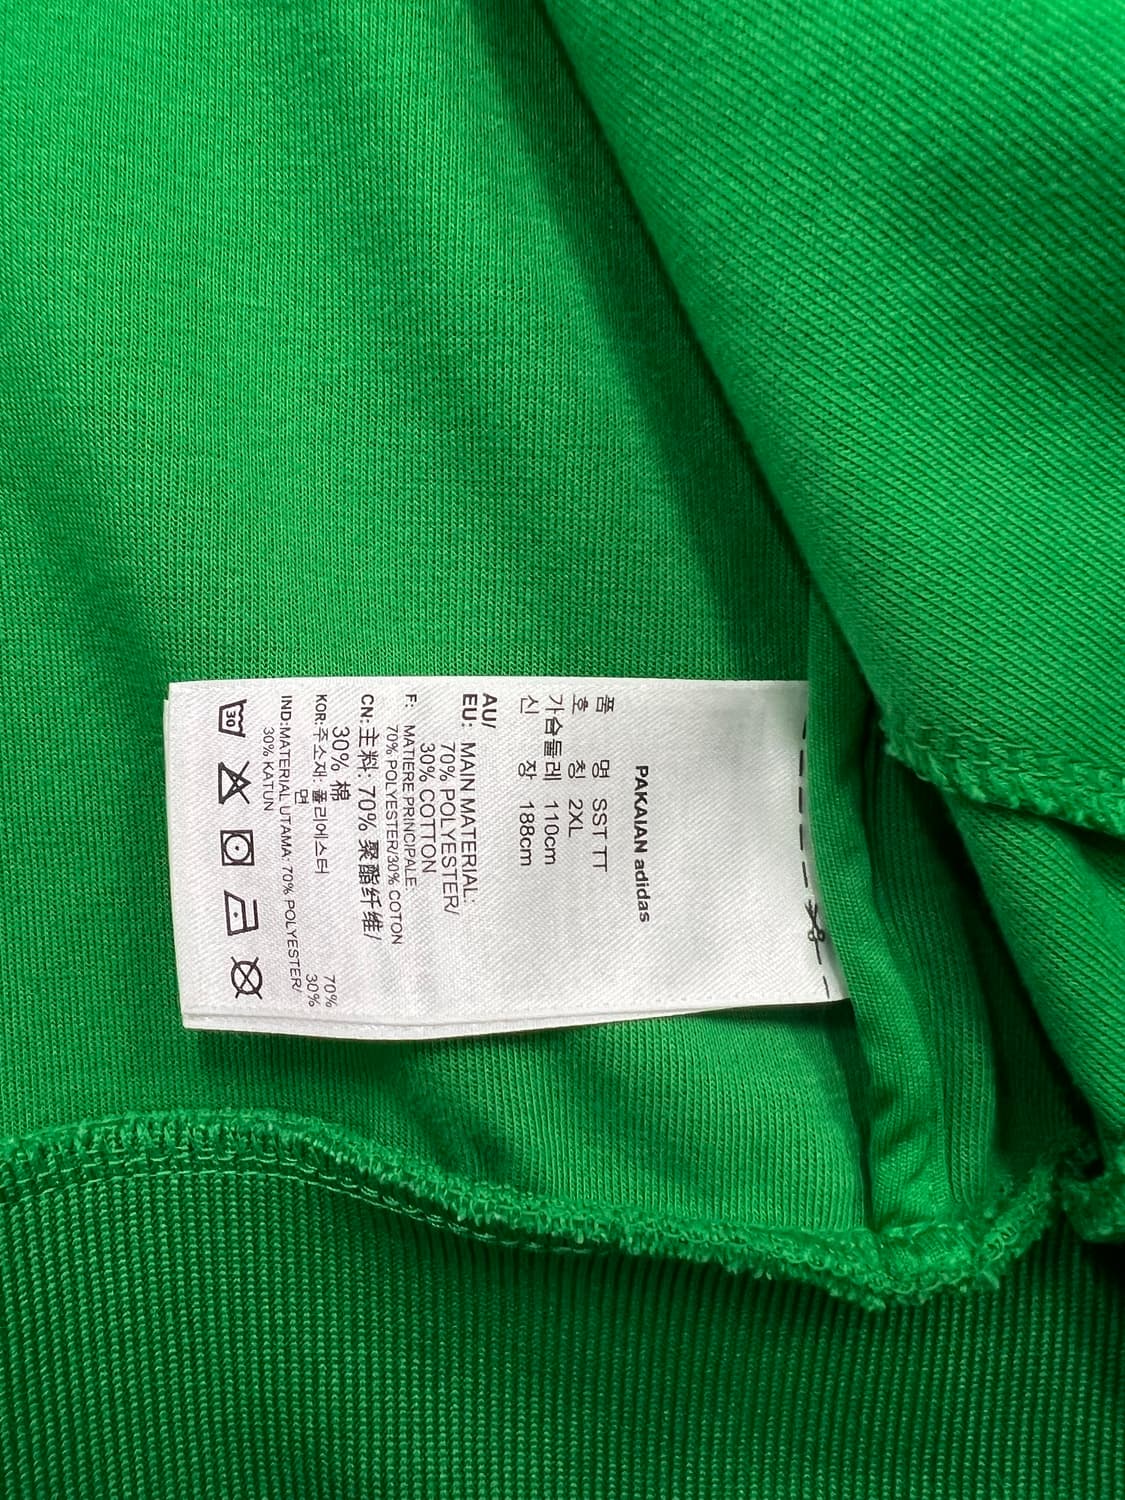 PAKAIAN adidas
품 명 SST TT
호 칭 2XL
가슴둘레 110cm
신 장 188cm
AU/
EU: MAIN MATERIAL:
70% POLYESTER/
30% COTTON
F: MATIERE PRINCIPALE:
70% POLYESTER/30% COTON
CN: 主料: 70% 聚酯纤维/
30% 棉
KOR: 주소재: 폴리에스터 70%
면 30%
IND: MATERIAL UTAMA: 70% POLYESTER/
30% KATUN
30